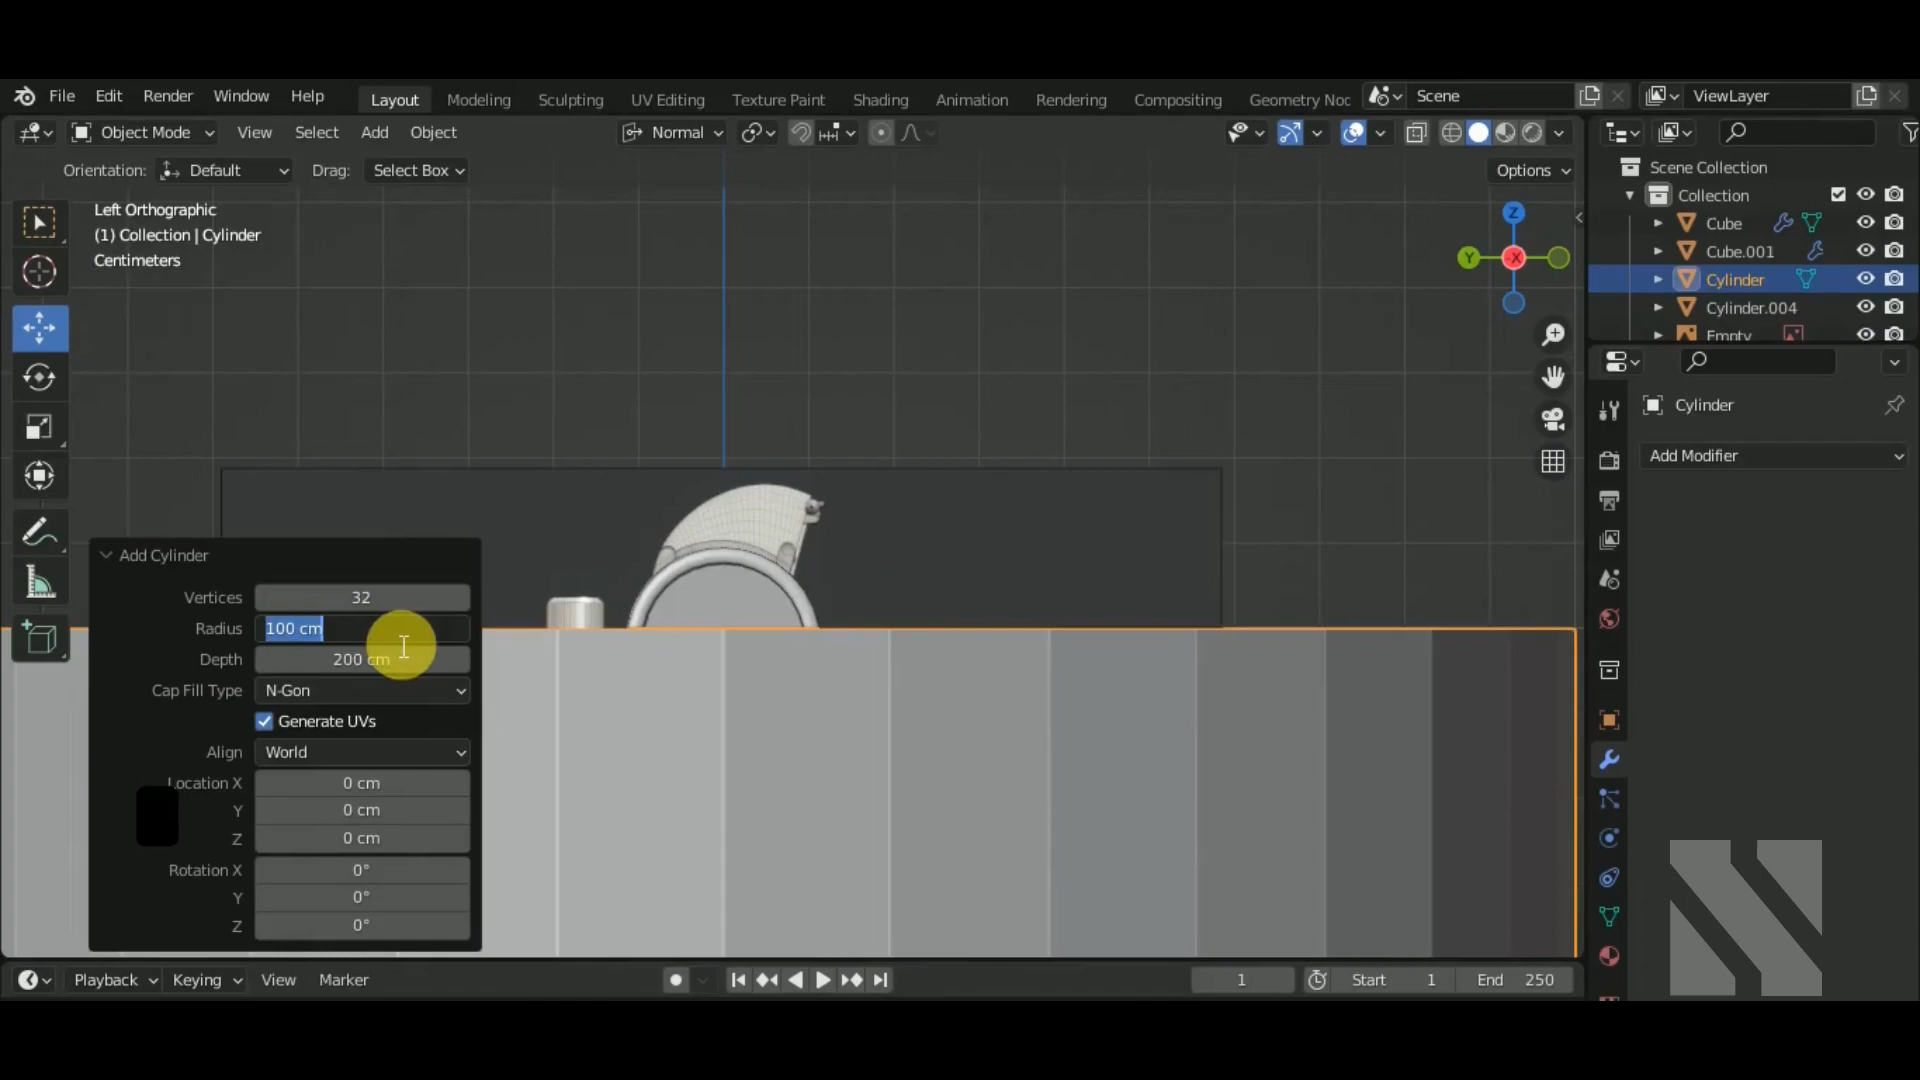 File Edit Render Window Help Layout Modeling Sculpting UV Editing Texture Paint Shading Animation Rendering Compositing Geometry Noc Scene ViewLayer
Object Mode View Select Add Object Normal
Orientation: Default Drag: Select Box Options
Left Orthographic
(1) Collection | Cylinder
Centimeters
Z
Y
-X
Scene Collection
Collection
Cube
Cube.001
Cylinder
Cylinder.004
Empty
Cylinder
Add Modifier
Add Cylinder
Vertices 32
Radius 100 cm
Depth 200 cm
Cap Fill Type N-Gon
Generate UVs
Align World
Location X 0 cm
Y 0 cm
Z 0 cm
Rotation X 0°
Y 0°
Z 0°
Playback Keying View Marker 1 Start 1 End 250